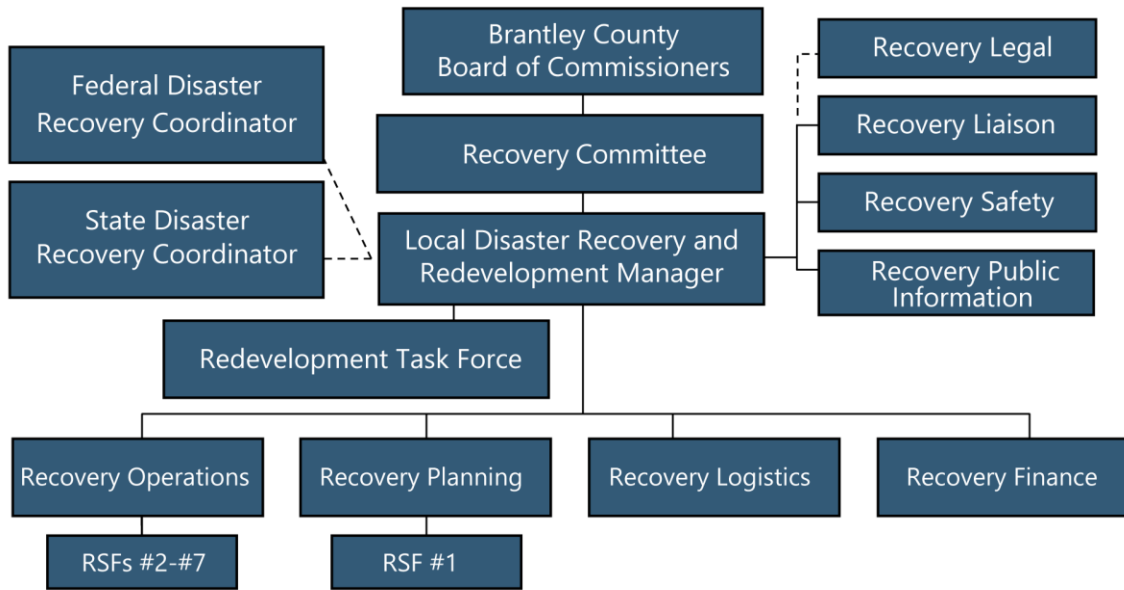 Brantley County
Board of Commissioners
Federal Disaster
Recovery Coordinator
State Disaster
Recovery Coordinator
Recovery Committee
Local Disaster Recovery and
Redevelopment Manager
Recovery Legal
Recovery Liaison
Recovery Safety
Recovery Public
Information
Redevelopment Task Force
Recovery Operations
Recovery Planning
Recovery Logistics
Recovery Finance
RSFs #2-#7
RSF #1